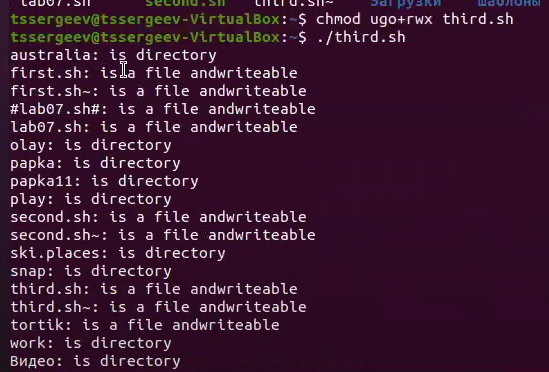 lab07.sh second.sh third.sh~ Загрузки шаблоны
tssergeev@tssergeev-VirtualBox:~$ chmod ugo+rwx third.sh
tssergeev@tssergeev-VirtualBox:~$ ./third.sh
australia: is directory
first.sh: is a file andwriteable
first.sh~: is a file andwriteable
#lab07.sh#: is a file andwriteable
lab07.sh: is a file andwriteable
olay: is directory
papka: is directory
papka11: is directory
play: is directory
second.sh: is a file andwriteable
second.sh~: is a file andwriteable
ski.places: is directory
snap: is directory
third.sh: is a file andwriteable
third.sh~: is a file andwriteable
tortik: is a file andwriteable
work: is directory
Видео: is directory